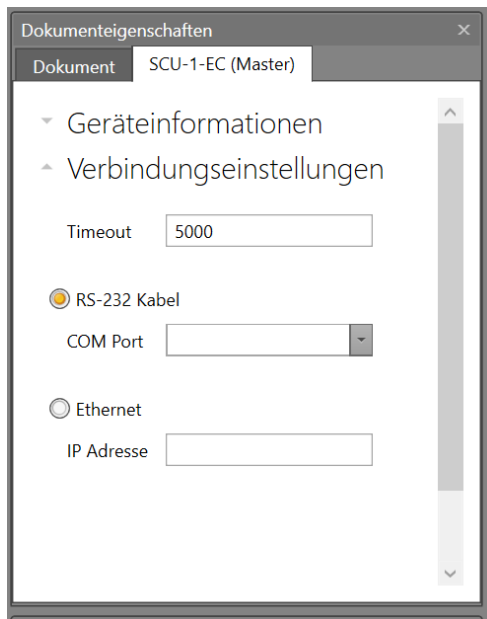 Dokumenteigenschaften
Dokument SCU-1-EC (Master)
Geräteinformationen
Verbindungseinstellungen
Timeout 5000
RS-232 Kabel
COM Port
Ethernet
IP Adresse